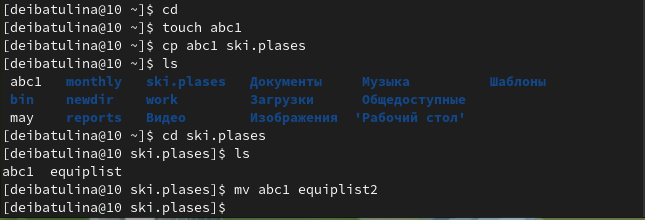 [deibatulina@10 ~]$ cd
[deibatulina@10 ~]$ touch abc1
[deibatulina@10 ~]$ cp abc1 ski.plases
[deibatulina@10 ~]$ ls
abc1 monthly ski.plases Документы Музыка Шаблоны
bin newdir work Загрузки Общедоступные
may reports Видео Изображения 'Рабочий стол'
[deibatulina@10 ~]$ cd ski.plases
[deibatulina@10 ski.plases]$ ls
abc1 equiplist
[deibatulina@10 ski.plases]$ mv abc1 equiplist2
[deibatulina@10 ski.plases]$